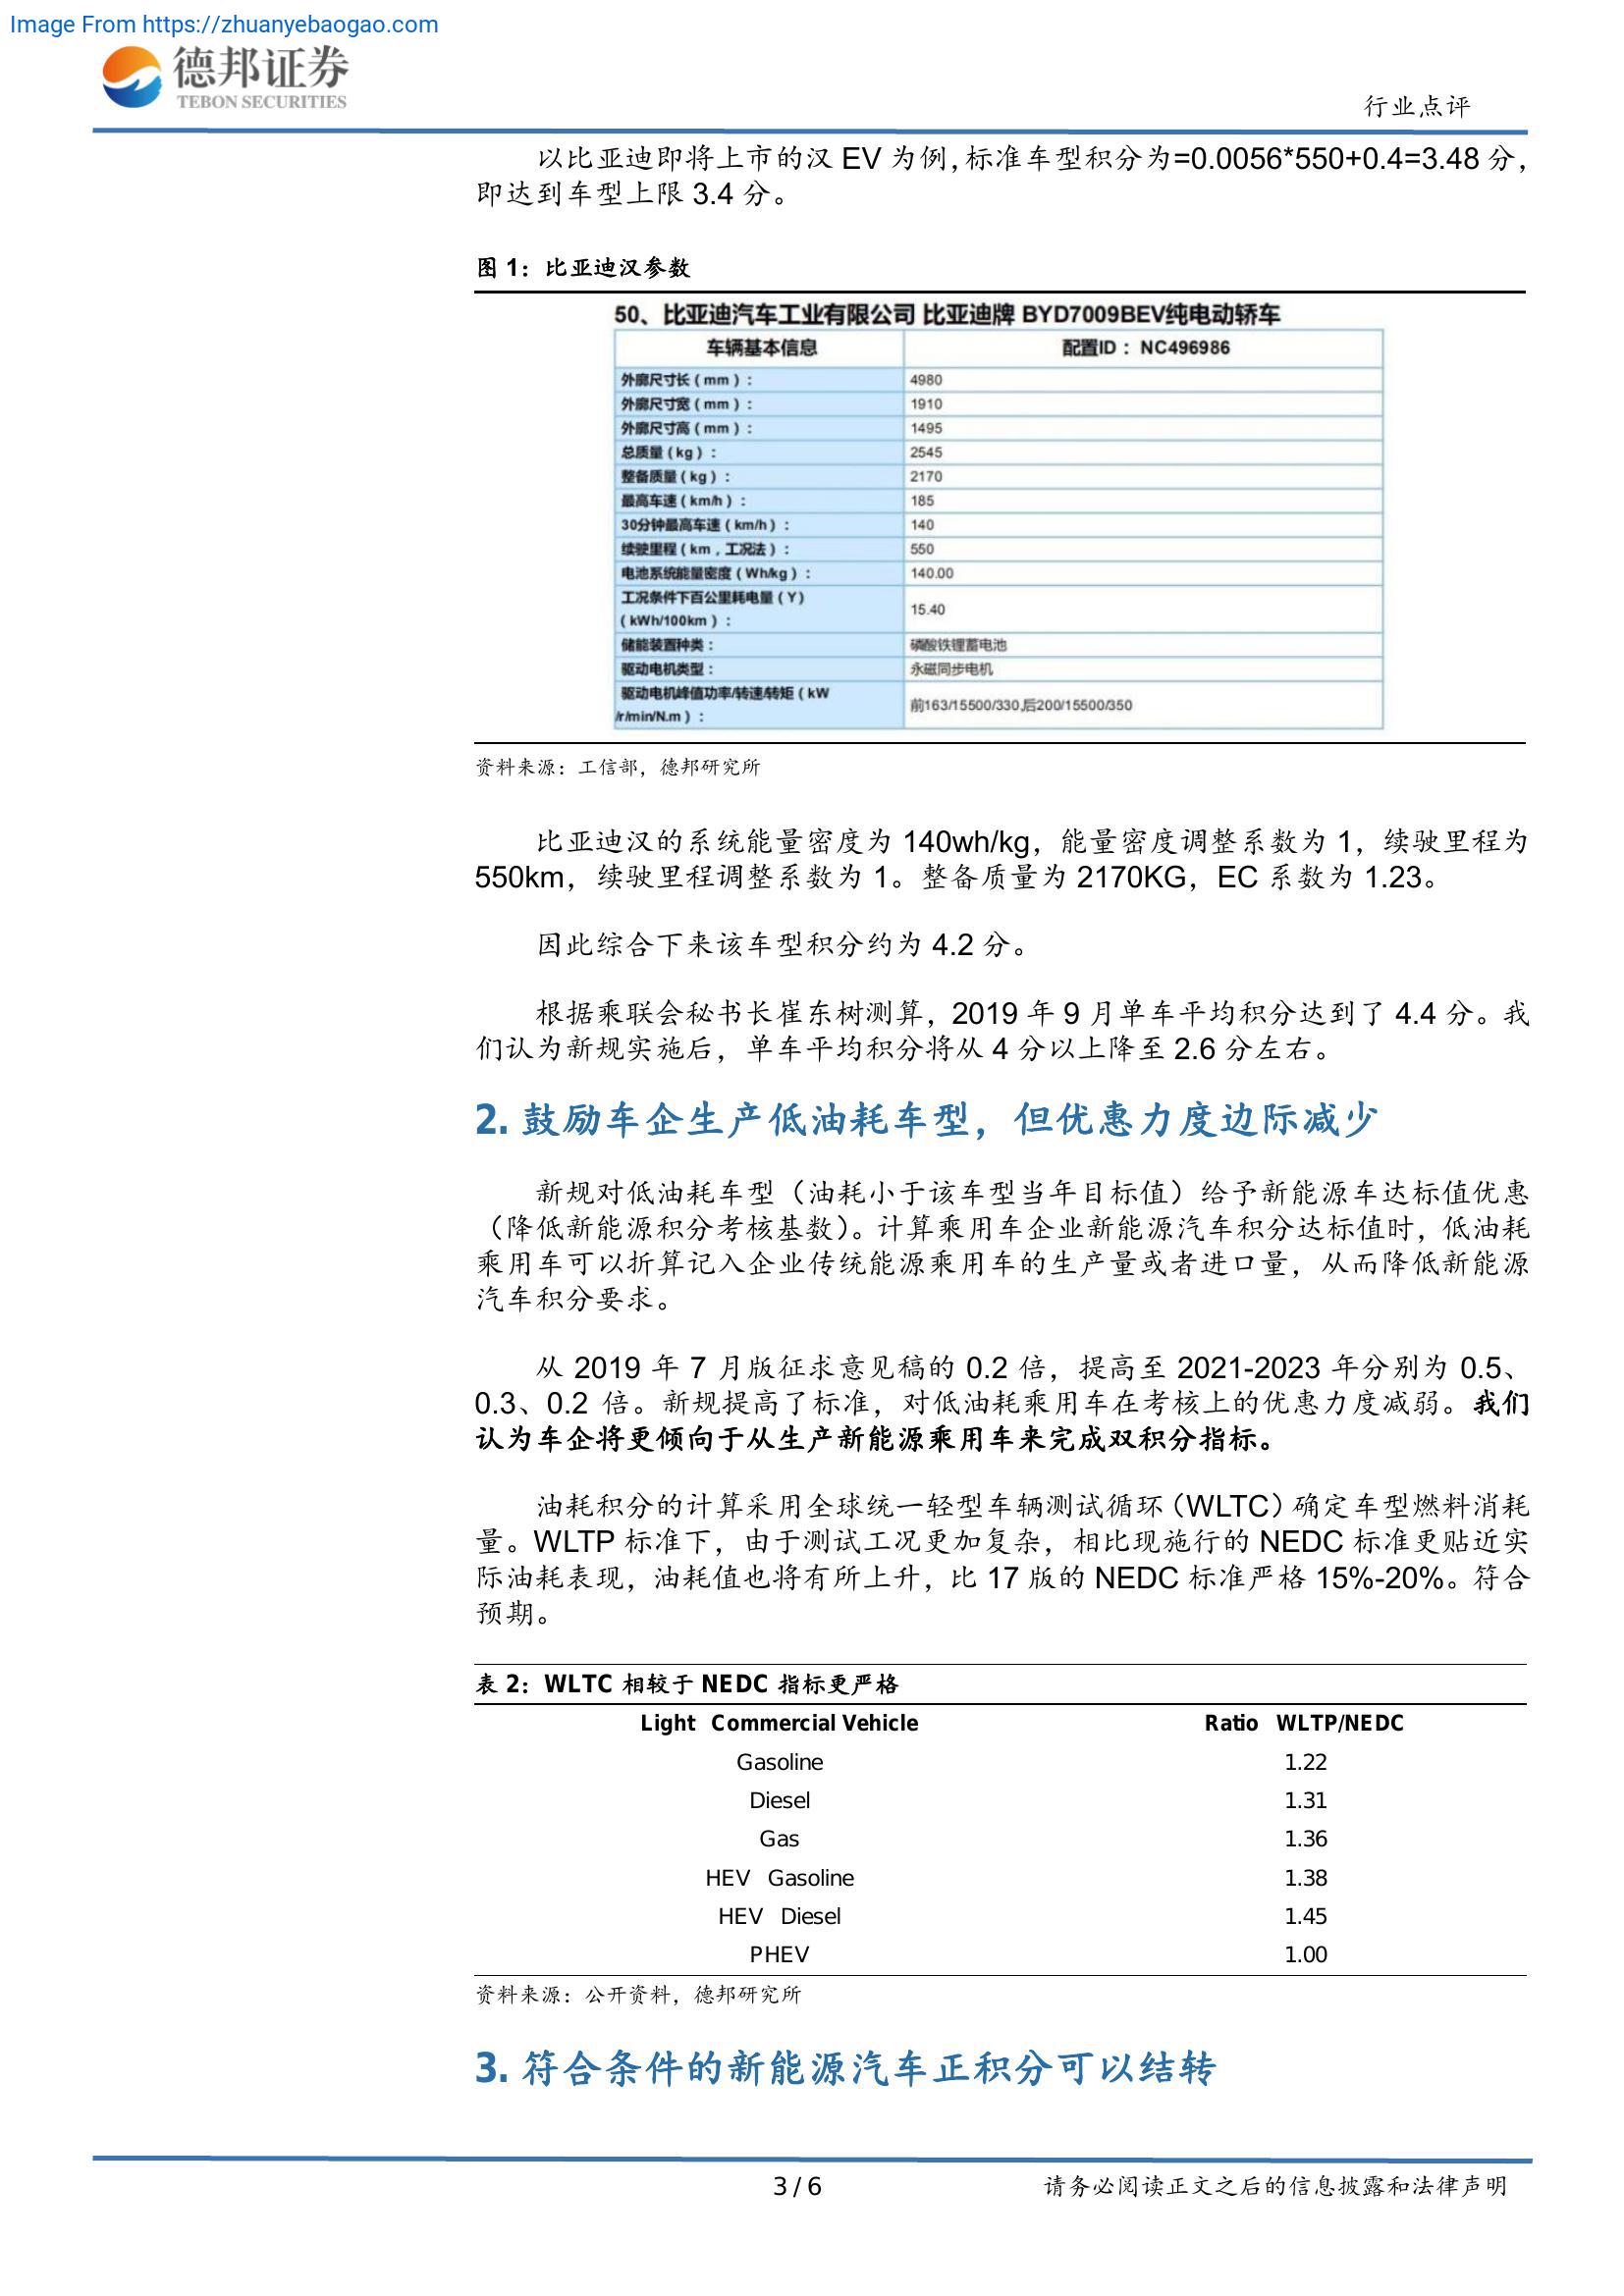 Image From https://zhuanyebaogao.com
德邦证券
TEBON SECURITIES
行业点评
以比亚迪即将上市的汉 EV 为例，标准车型积分为=0.0056*550+0.4=3.48 分，
即达到车型上限 3.4 分。
图 1：比亚迪汉参数
50、比亚迪汽车工业有限公司 比亚迪牌 BYD7009BEV纯电动轿车
车辆基本信息 配置ID： NC496986
外廓尺寸长（mm）： 4980
外廓尺寸宽（mm）： 1910
外廓尺寸高（mm）： 1495
总质量（kg）： 2545
整备质量（kg）： 2170
最高车速（km/h）： 185
30分钟最高车速（km/h）： 140
续驶里程（km，工况法）： 550
电池系统能量密度（Wh/kg）： 140.00
工况条件下百公里耗电量（Y）
（kWh/100km）： 15.40
储能装置种类： 磷酸铁锂蓄电池
驱动电机类型： 永磁同步电机
驱动电机峰值功率/转速/转矩（kW
/r/min/N.m）： 前163/15500/330,后200/15500/350
资料来源：工信部，德邦研究所
比亚迪汉的系统能量密度为 140wh/kg，能量密度调整系数为 1，续驶里程为
550km，续驶里程调整系数为 1。整备质量为 2170KG，EC 系数为 1.23。
因此综合下来该车型积分约为 4.2 分。
根据乘联会秘书长崔东树测算，2019 年 9 月单车平均积分达到了 4.4 分。我
们认为新规实施后，单车平均积分将从 4 分以上降至 2.6 分左右。
2. 鼓励车企生产低油耗车型，但优惠力度边际减少
新规对低油耗车型（油耗小于该车型当年目标值）给予新能源车达标值优惠
（降低新能源积分考核基数）。计算乘用车企业新能源汽车积分达标值时，低油耗
乘用车可以折算记入企业传统能源乘用车的生产量或者进口量，从而降低新能源
汽车积分要求。
从 2019 年 7 月版征求意见稿的 0.2 倍，提高至 2021-2023 年分别为 0.5、
0.3、0.2 倍。新规提高了标准，对低油耗乘用车在考核上的优惠力度减弱。我们
认为车企将更倾向于从生产新能源乘用车来完成双积分指标。
油耗积分的计算采用全球统一轻型车辆测试循环（WLTC）确定车型燃料消耗
量。WLTP 标准下，由于测试工况更加复杂，相比现施行的 NEDC 标准更贴近实
际油耗表现，油耗值也将有所上升，比 17 版的 NEDC 标准严格 15%-20%。符合
预期。
表 2：WLTC 相较于 NEDC 指标更严格
Light Commercial Vehicle Ratio WLTP/NEDC
Gasoline 1.22
Diesel 1.31
Gas 1.36
HEV Gasoline 1.38
HEV Diesel 1.45
PHEV 1.00
资料来源：公开资料，德邦研究所
3. 符合条件的新能源汽车正积分可以结转
3 / 6
请务必阅读正文之后的信息披露和法律声明